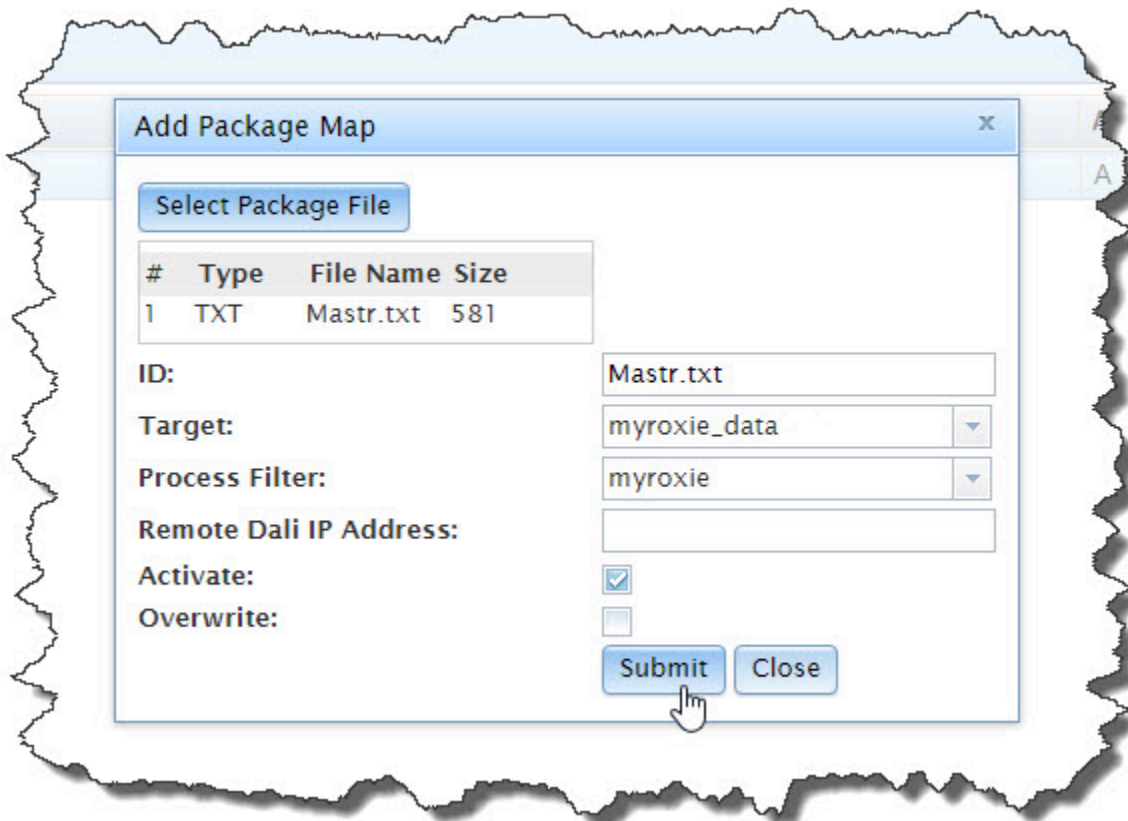 Add Package Map x
A
A
Select Package File
# Type File Name Size
1 TXT Mastr.txt 581
ID: Mastr.txt
Target: myroxie_data
Process Filter: myroxie
Remote Dali IP Address:
Activate:
Overwrite:
Submit Close